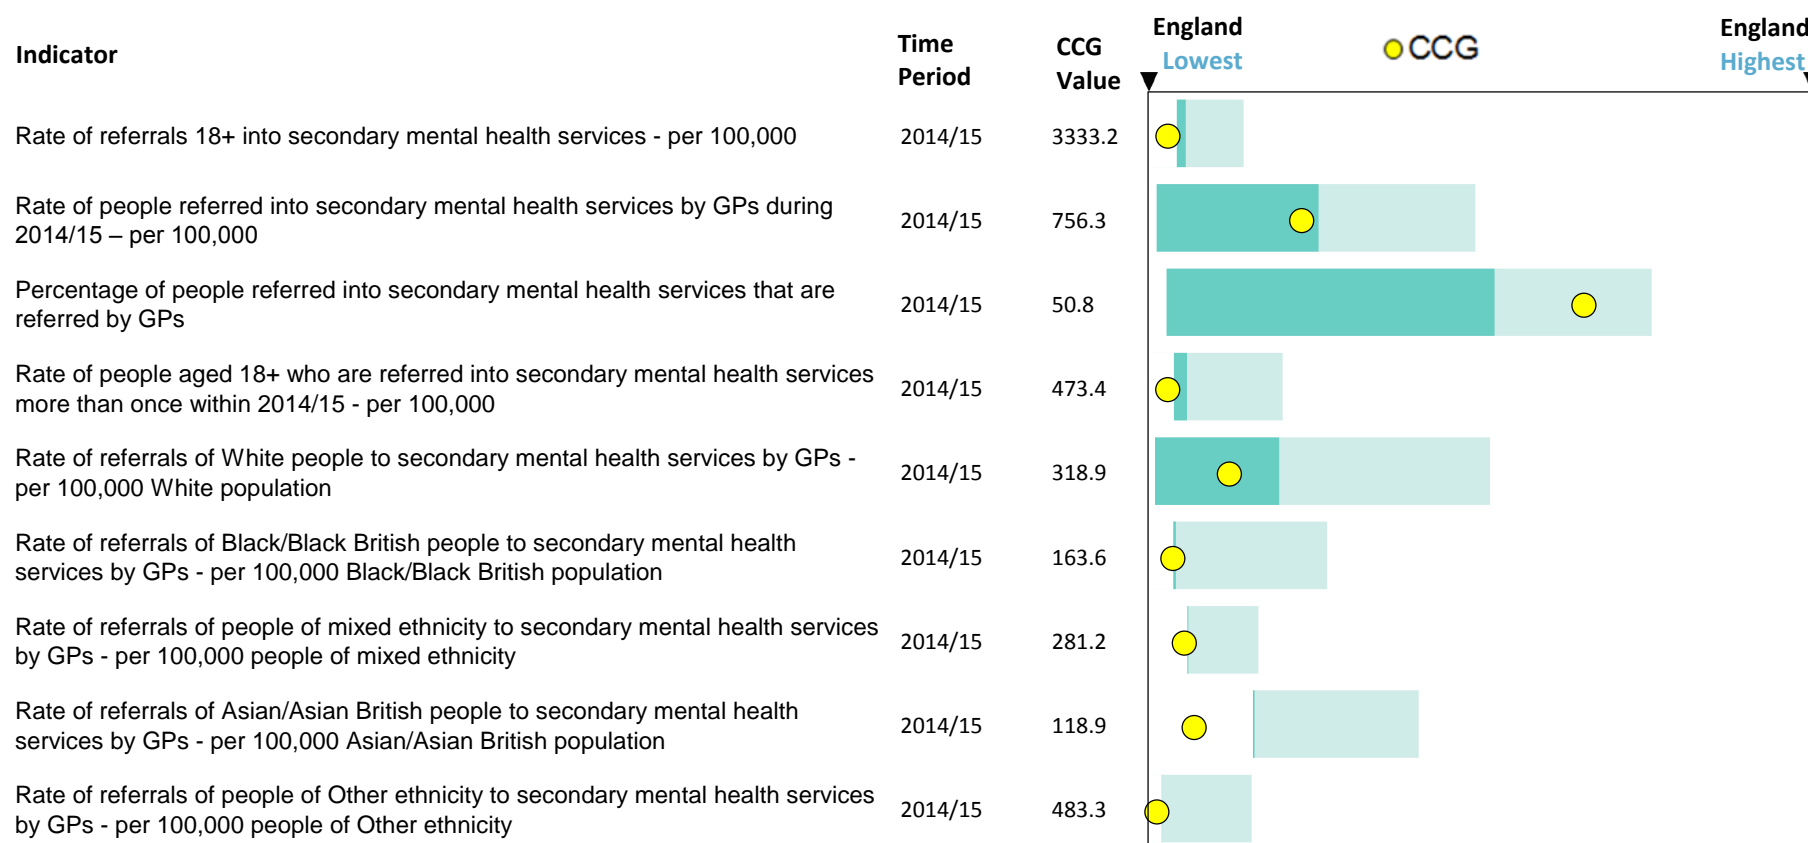 Indicator
Time
Period
CCG
Value
England
Lowest
CCG
England
Highest
Rate of referrals 18+ into secondary mental health services - per 100,000
2014/15
3333.2
Rate of people referred into secondary mental health services by GPs during
2014/15 – per 100,000
2014/15
756.3
Percentage of people referred into secondary mental health services that are
referred by GPs
2014/15
50.8
Rate of people aged 18+ who are referred into secondary mental health services
more than once within 2014/15 - per 100,000
2014/15
473.4
Rate of referrals of White people to secondary mental health services by GPs -
per 100,000 White population
2014/15
318.9
Rate of referrals of Black/Black British people to secondary mental health
services by GPs - per 100,000 Black/Black British population
2014/15
163.6
Rate of referrals of people of mixed ethnicity to secondary mental health services
by GPs - per 100,000 people of mixed ethnicity
2014/15
281.2
Rate of referrals of Asian/Asian British people to secondary mental health
services by GPs - per 100,000 Asian/Asian British population
2014/15
118.9
Rate of referrals of people of Other ethnicity to secondary mental health services
by GPs - per 100,000 people of Other ethnicity
2014/15
483.3